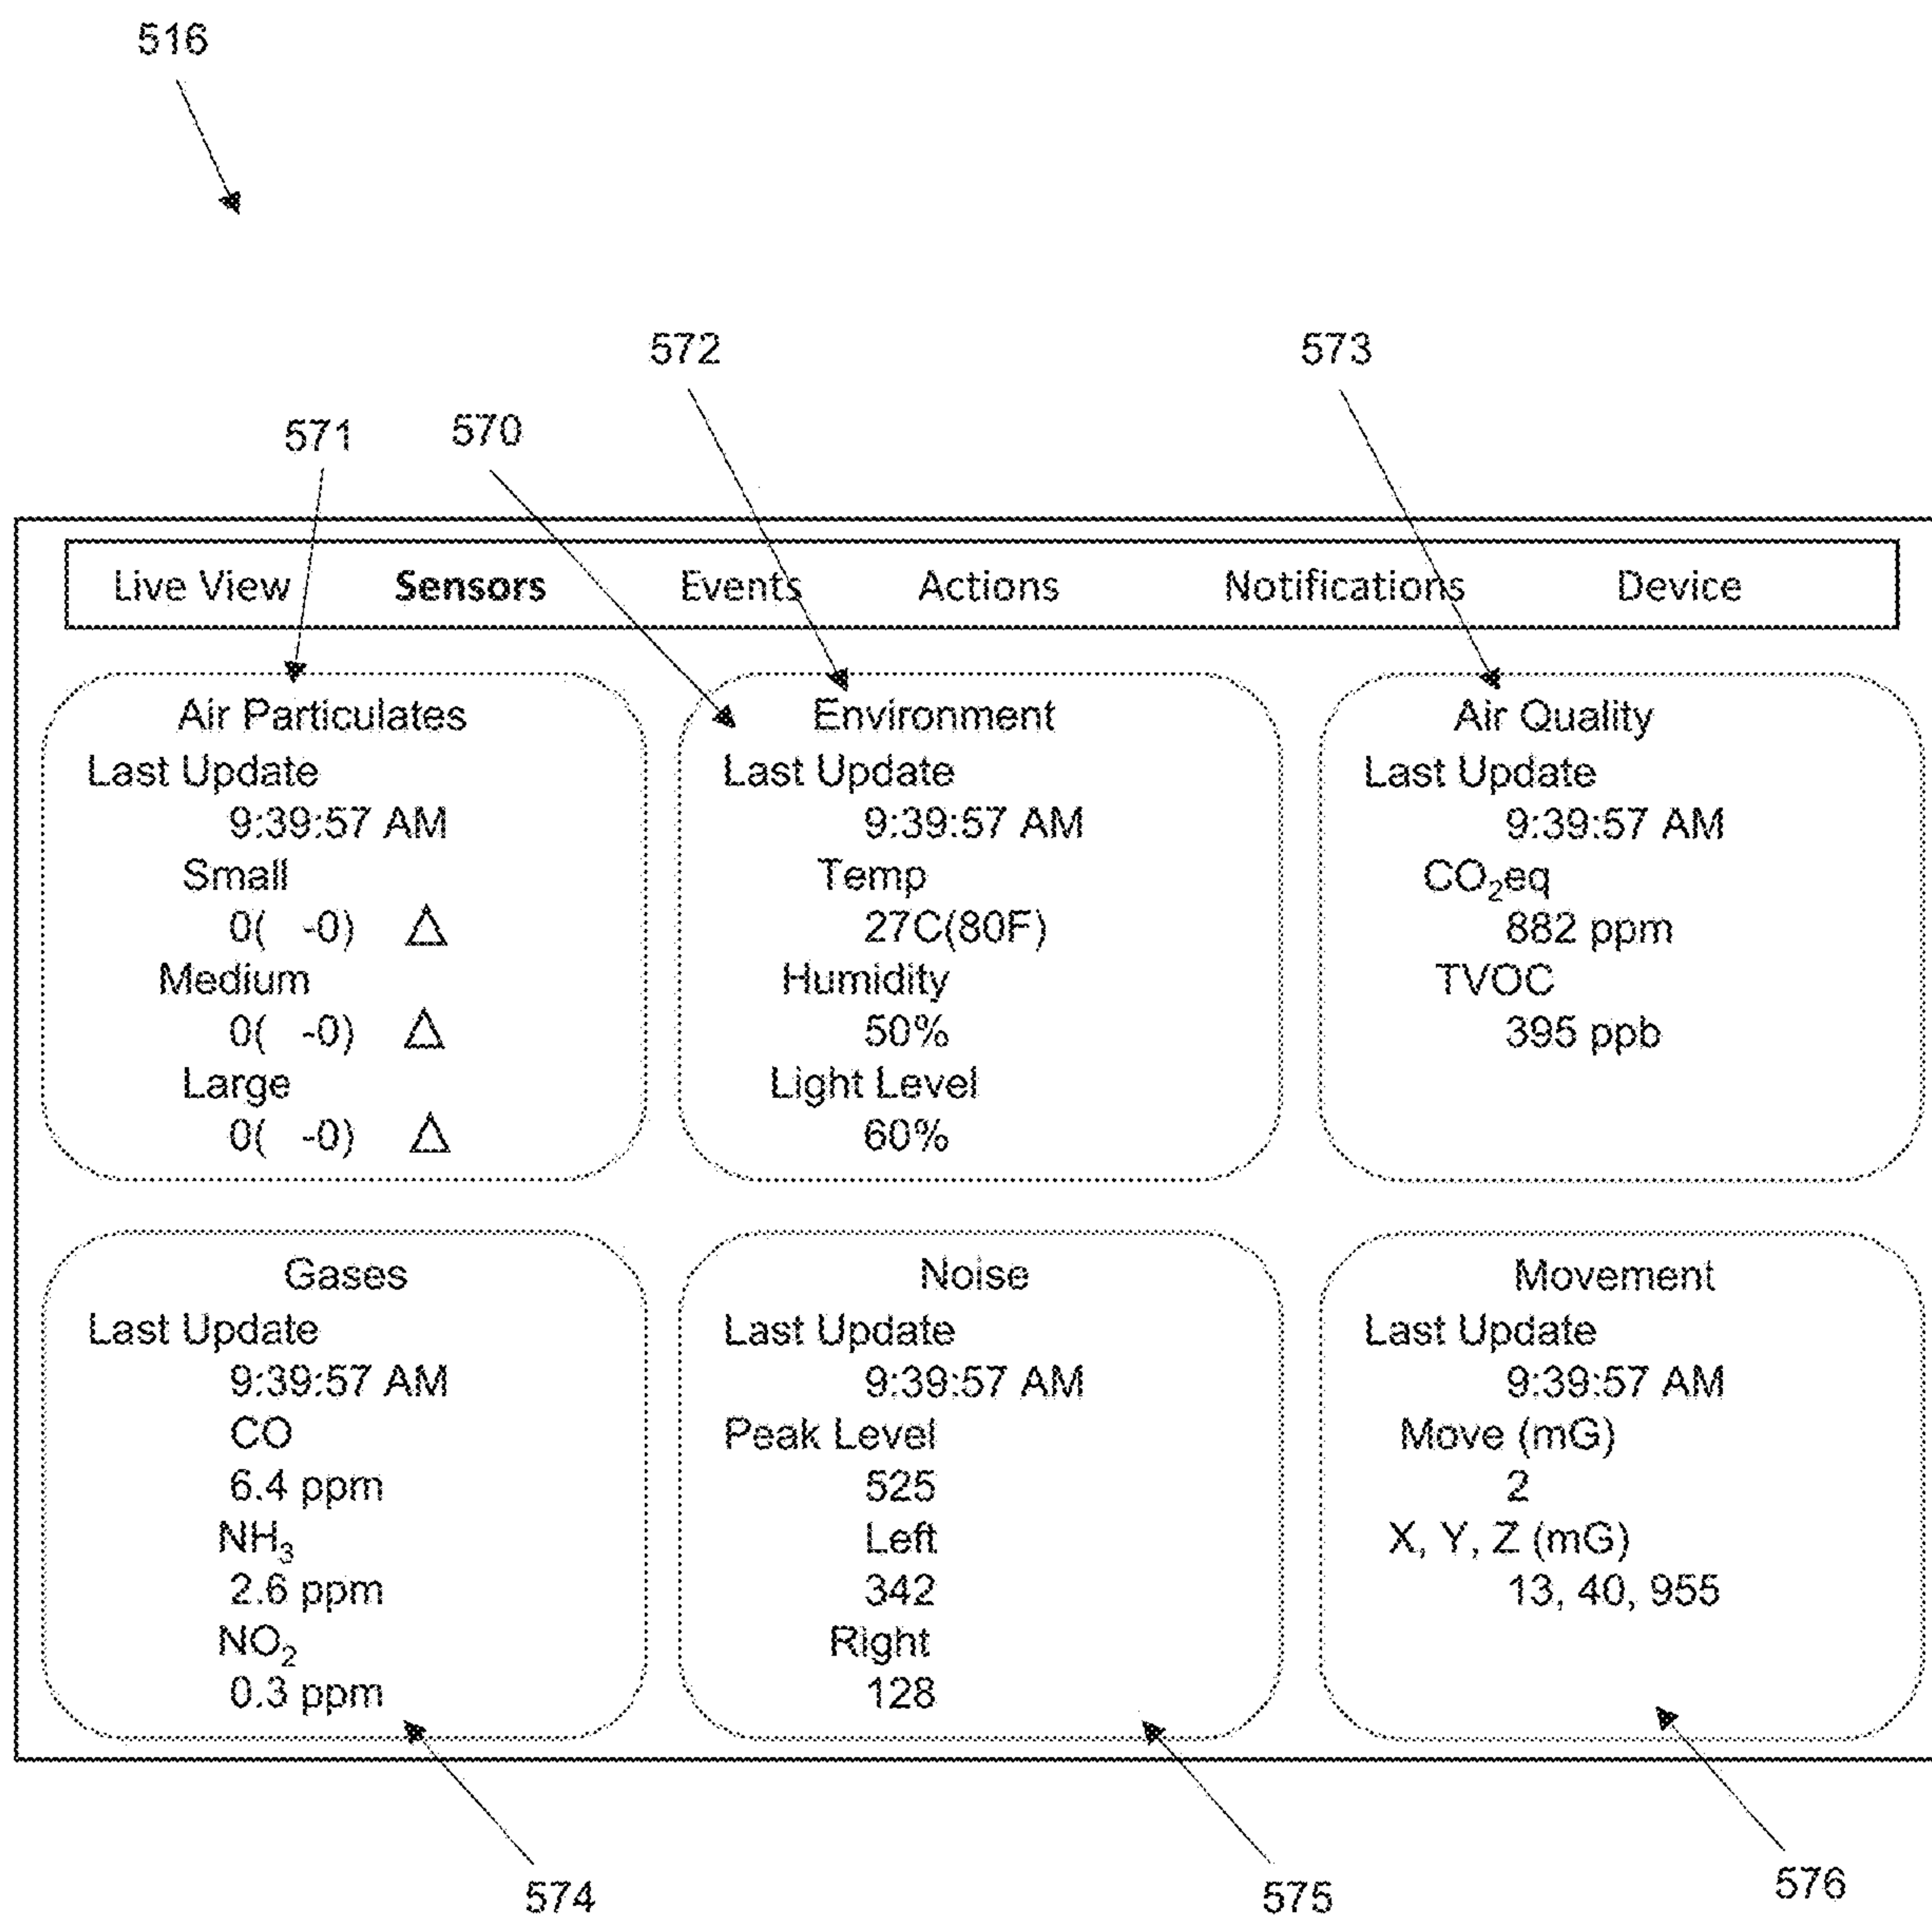 516
572
573
571
570
Live View Sensors Events Actions Notifications Device
Air Particulates
Last Update
9:39:57 AM
Small
0( -0) △
Medium
0( -0) △
Large
0( -0) △
Environment
Last Update
9:39:57 AM
Temp
27C(80F)
Humidity
50%
Light Level
60%
Air Quality
Last Update
9:39:57 AM
CO₂eq
882 ppm
TVOC
395 ppb
Gases
Last Update
9:39:57 AM
CO
6.4 ppm
NH₃
2.6 ppm
NO₂
0.3 ppm
Noise
Last Update
9:39:57 AM
Peak Level
525
Left
342
Right
128
Movement
Last Update
9:39:57 AM
Move (mG)
2
X, Y, Z (mG)
13, 40, 955
574
575
576